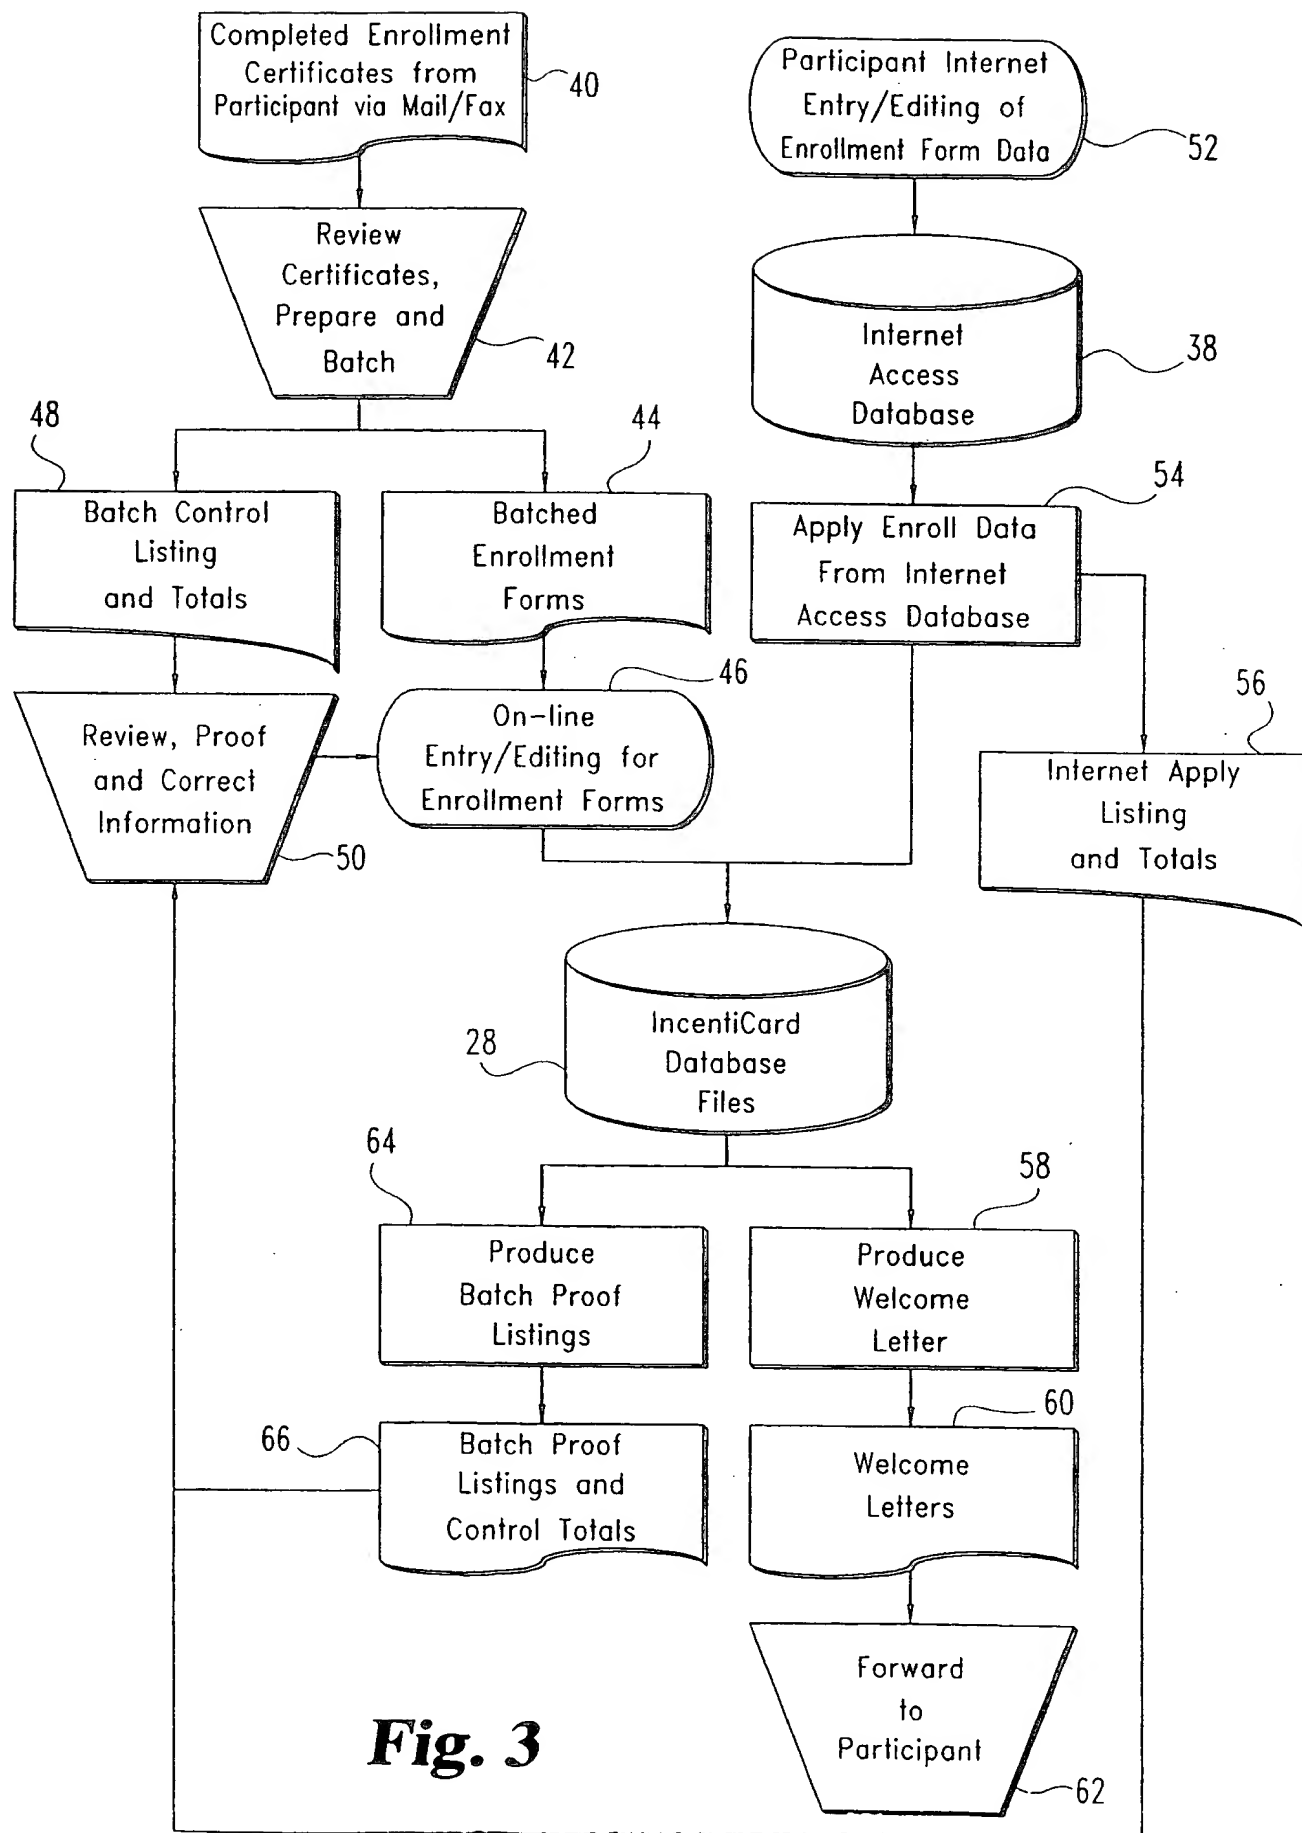 Completed Enrollment
Certificates from
Participant via Mail/Fax
40
Participant Internet
Entry/Editing of
Enrollment Form Data
52
Review
Certificates,
Prepare and
Batch
42
Internet
Access
Database
38
48
Batch Control
Listing
and Totals
44
Batched
Enrollment
Forms
54
Apply Enroll Data
From Internet
Access Database
Review, Proof
and Correct
Information
50
46
On-line
Entry/Editing for
Enrollment Forms
56
Internet Apply
Listing
and Totals
28
IncentiCard
Database
Files
64
Produce
Batch Proof
Listings
58
Produce
Welcome
Letter
66
Batch Proof
Listings and
Control Totals
60
Welcome
Letters
Forward
to
Participant
62
Fig. 3